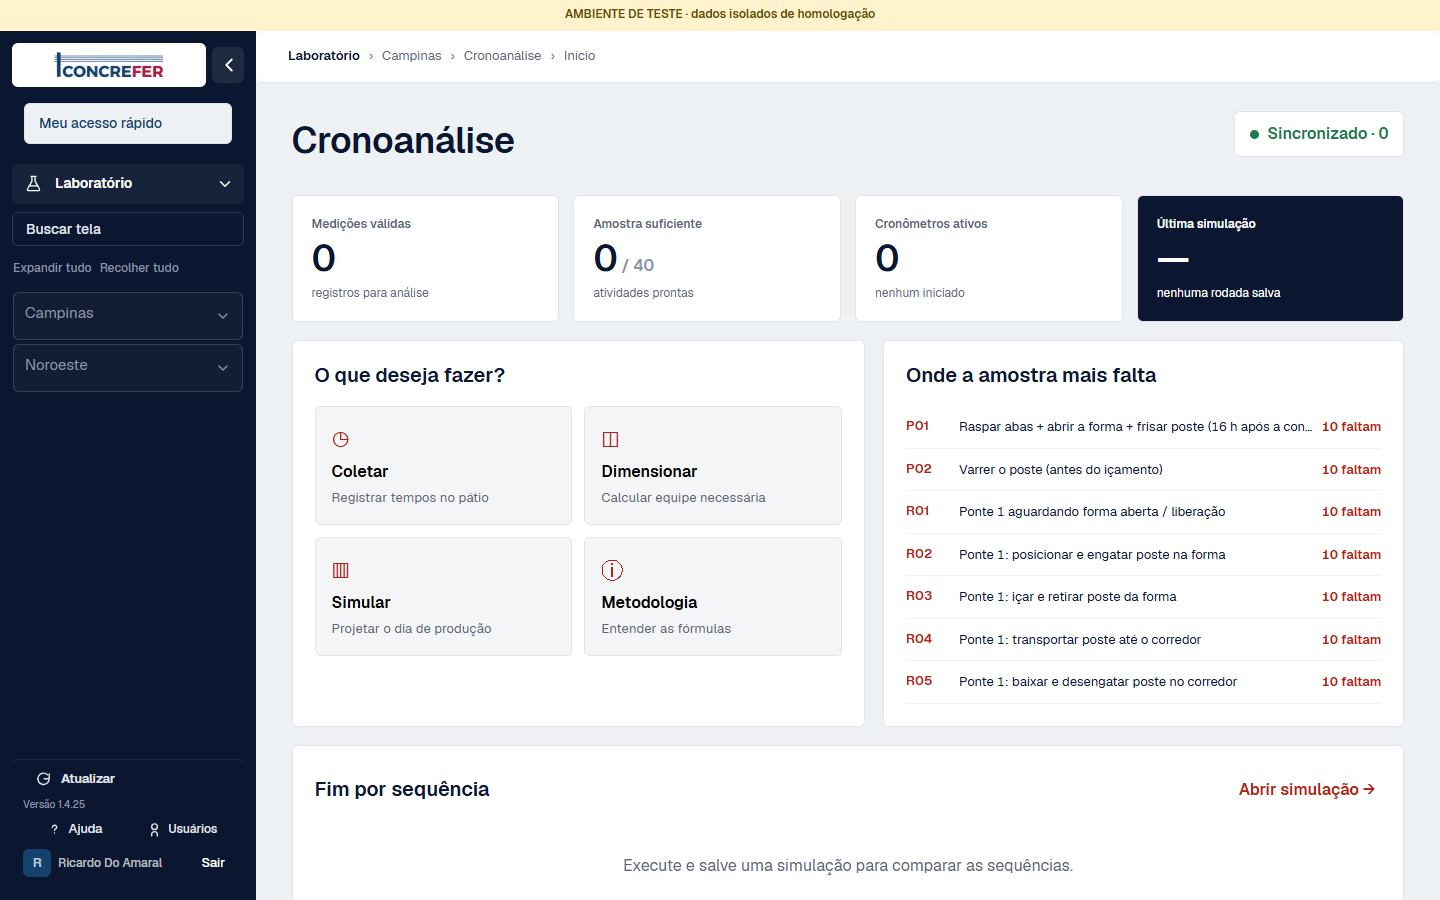 AMBIENTE DE TESTE · dados isolados de homologação
CONCREFER
Meu acesso rápido
Laboratório
Buscar tela
Expandir tudo Recolher tudo
Campinas
Noroeste
Atualizar
Versão 1.4.25
? Ajuda Usuários
R Ricardo Do Amaral Sair
Laboratório › Campinas › Cronoanálise › Início
Cronoanálise
Sincronizado · 0
Medições válidas
0
registros para análise
Amostra suficiente
0 / 40
atividades prontas
Cronômetros ativos
0
nenhum iniciado
Última simulação
—
nenhuma rodada salva
O que deseja fazer?
Coletar
Registrar tempos no pátio
Dimensionar
Calcular equipe necessária
Simular
Projetar o dia de produção
Metodologia
Entender as fórmulas
Onde a amostra mais falta
P01 Raspar abas + abrir a forma + frisar poste (16 h após a con... 10 faltam
P02 Varrer o poste (antes do içamento) 10 faltam
R01 Ponte 1 aguardando forma aberta / liberação 10 faltam
R02 Ponte 1: posicionar e engatar poste na forma 10 faltam
R03 Ponte 1: içar e retirar poste da forma 10 faltam
R04 Ponte 1: transportar poste até o corredor 10 faltam
R05 Ponte 1: baixar e desengatar poste no corredor 10 faltam
Fim por sequência
Abrir simulação →
Execute e salve uma simulação para comparar as sequências.